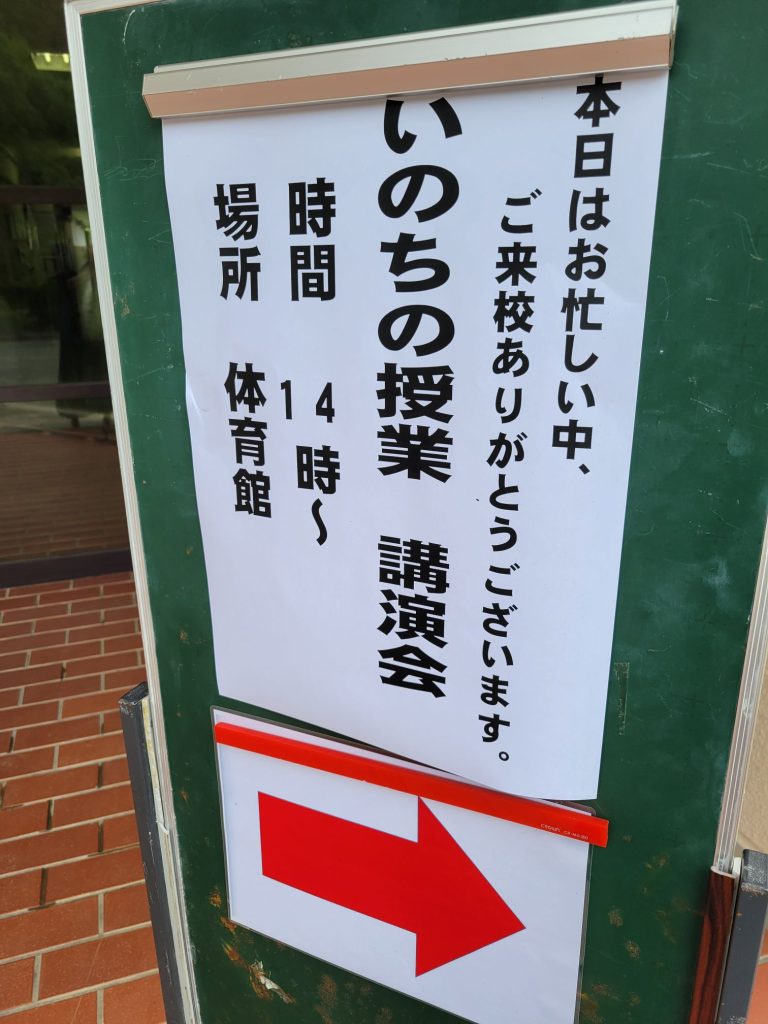 本日はお忙しい中、
ご来校ありがとうございます。
いのちの授業　講演会
時間　14時～
場所　体育館